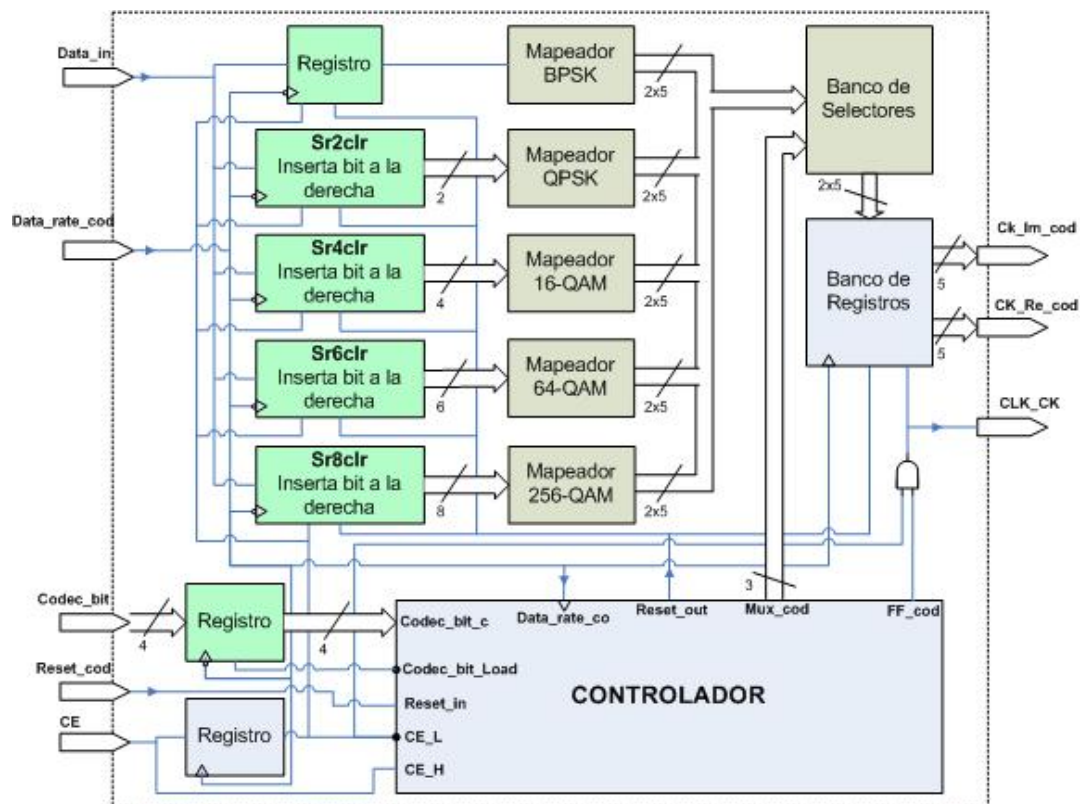 Data_in
Registro
Mapeador
BPSK
2x5
Banco de
Selectores
Sr2clr
Inserta bit a la
derecha
2
Mapeador
QPSK
2x5
2x5
Data_rate_cod
Sr4clr
Inserta bit a la
derecha
4
Mapeador
16-QAM
2x5
Banco de
Registros
5
Ck_Im_cod
5
CK_Re_cod
Sr6clr
Inserta bit a la
derecha
6
Mapeador
64-QAM
2x5
CLK_CK
Sr8clr
Inserta bit a la
derecha
8
Mapeador
256-QAM
2x5
3
Codec_bit
4
Registro
4
Codec_bit_c
Data_rate_co
Reset_out
Mux_cod
FF_cod
Codec_bit_Load
Reset_cod
Reset_in
CONTROLADOR
CE
Registro
CE_L
CE_H